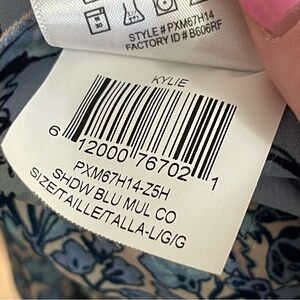 STYLE#PXM67H14
FACTORY ID#B606RF
KYLIE
6 12000 76702 1
PXM67H14-Z5H
SHDW BLU MUL CO
SIZE/TAILLE/TALLA-L/G/G